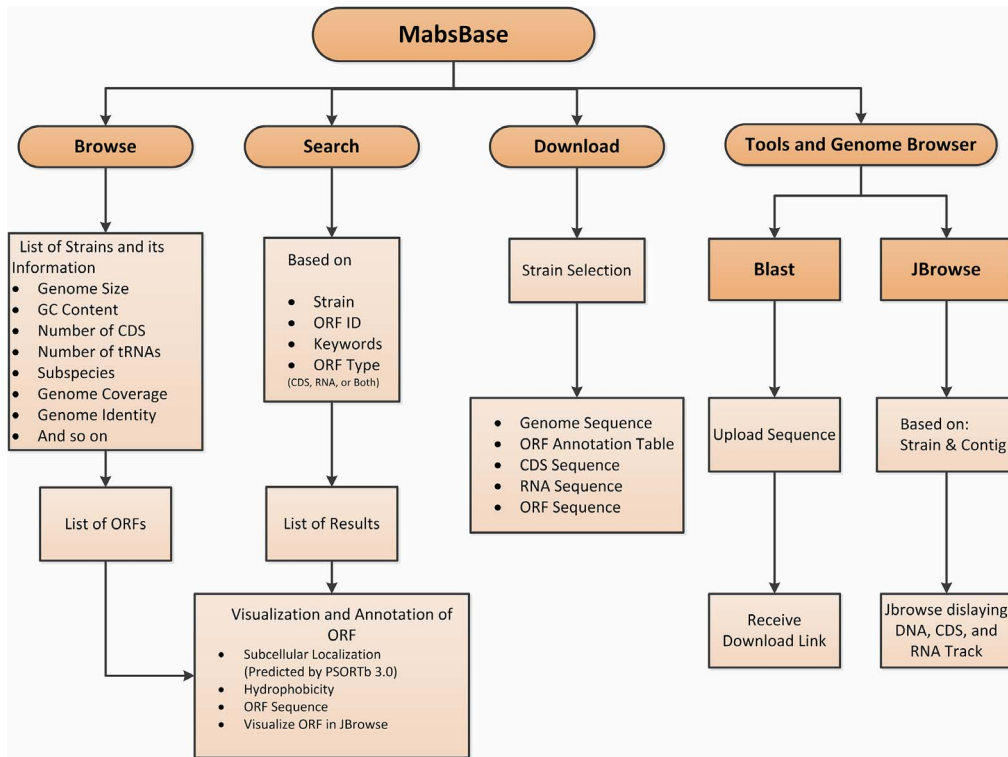 MabsBase
Browse
Search
Download
Tools and Genome Browser
List of Strains and its
Information
• Genome Size
• GC Content
• Number of CDS
• Number of tRNAs
• Subspecies
• Genome Coverage
• Genome Identity
• And so on
List of ORFs
Based on
• Strain
• ORF ID
• Keywords
• ORF Type
(CDS, RNA, or Both)
List of Results
Visualization and Annotation of
ORF
• Subcellular Localization
(Predicted by PSORTb 3.0)
• Hydrophobicity
• ORF Sequence
• Visualize ORF in JBrowse
Strain Selection
• Genome Sequence
• ORF Annotation Table
• CDS Sequence
• RNA Sequence
• ORF Sequence
Blast
Upload Sequence
Receive
Download Link
JBrowse
Based on:
Strain & Contig
Jbrowse dislaying
DNA, CDS, and
RNA Track